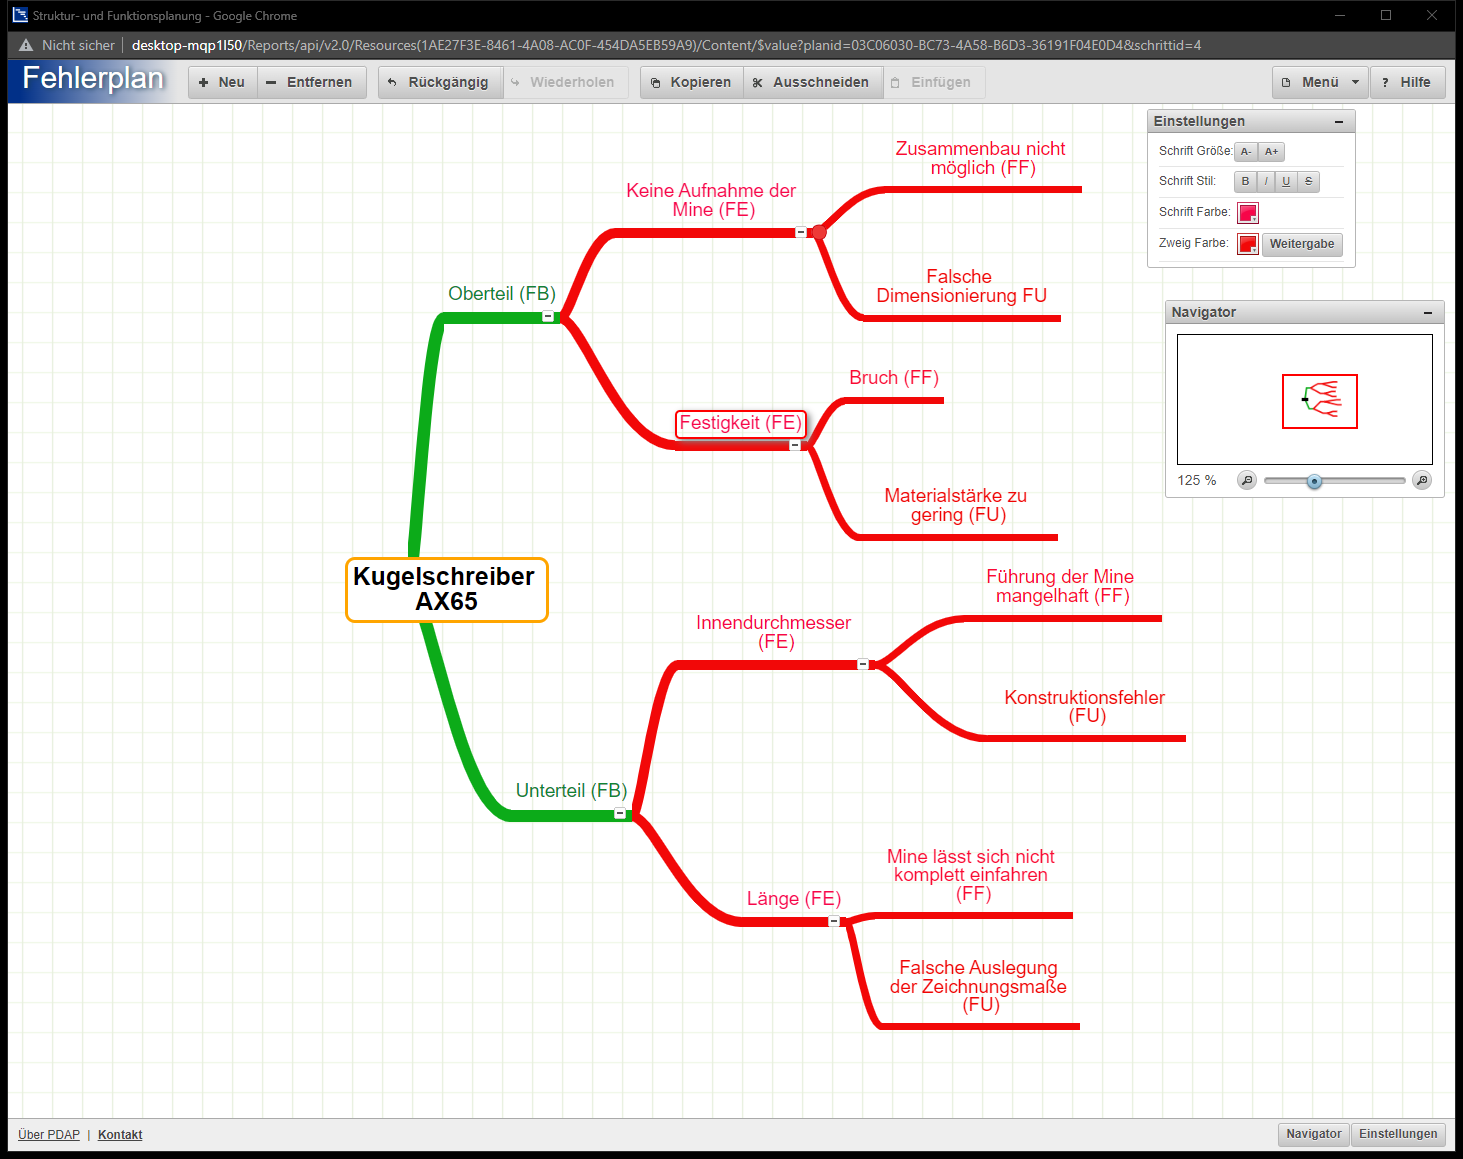 Struktur- und Funktionsplanung - Google Chrome
Nicht sicher | desktop-mqp1l50/Reports/api/v2.0/Resources(1AE27F3E-8461-4A08-AC0F-454DA5EB59A9)/Content/$value?planid=03C06030-BC73-4A58-B6D3-36191F04E0D4&schrittid=4
Fehlerplan
Neu
Entfernen
Rückgängig
Wiederholen
Kopieren
Ausschneiden
Einfügen
Menü
? Hilfe
Einstellungen
Schrift Größe: A- A+
Schrift Stil: B I U S
Schrift Farbe:
Zweig Farbe: Weitergabe
Navigator
125 %
Zusammenbau nicht
möglich (FF)
Keine Aufnahme der
Mine (FE)
Falsche
Dimensionierung FU
Oberteil (FB)
Bruch (FF)
Festigkeit (FE)
Materialstärke zu
gering (FU)
Kugelschreiber
AX65
Führung der Mine
mangelhaft (FF)
Innendurchmesser
(FE)
Konstruktionsfehler
(FU)
Unterteil (FB)
Mine lässt sich nicht
komplett einfahren
(FF)
Länge (FE)
Falsche Auslegung
der Zeichnungsmaße
(FU)
Über PDAP | Kontakt
Navigator
Einstellungen